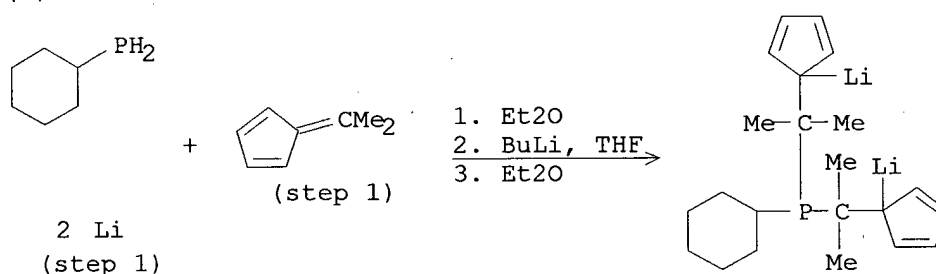 PH2
+
CMe2
(step 1)
2 Li
(step 1)
1. Et2O
2. BuLi, THF
3. Et2O
Li
Me—C—Me
Me
Li
P—C
Me